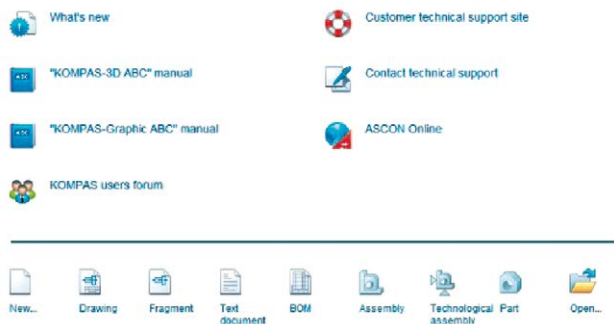 What's new
Customer technical support site
"KOMPAS-3D ABC" manual
Contact technical support
"KOMPAS-Graphic ABC" manual
ASCON Online
KOMPAS users forum
New...
Drawing
Fragment
Text
document
BOM
Assembly
Technological
assembly
Part
Open...